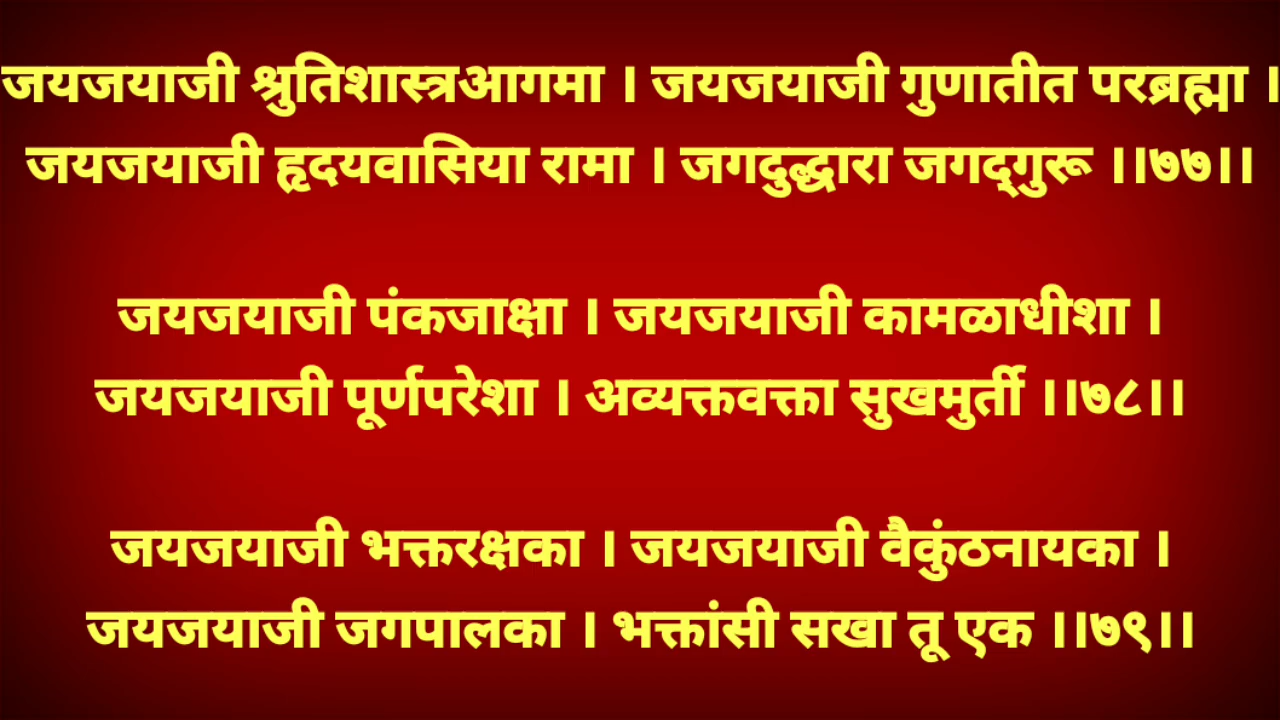 जयजयाजी श्रुतिशास्त्रआगमा । जयजयाजी गुणातीत परब्रह्मा ।
जयजयाजी हृदयवासिया रामा । जगदुद्धारा जगद्‌गुरू ।।७७।।
जयजयाजी पंकजाक्षा । जयजयाजी कामळाधीशा ।
जयजयाजी पूर्णपरेशा । अव्यक्तवक्ता सुखमुर्ती ।।७८।।
जयजयाजी भक्तरक्षका । जयजयाजी वैकुंठनायका ।
जयजयाजी जगपालका । भक्तांसी सखा तू एक ।।७९।।